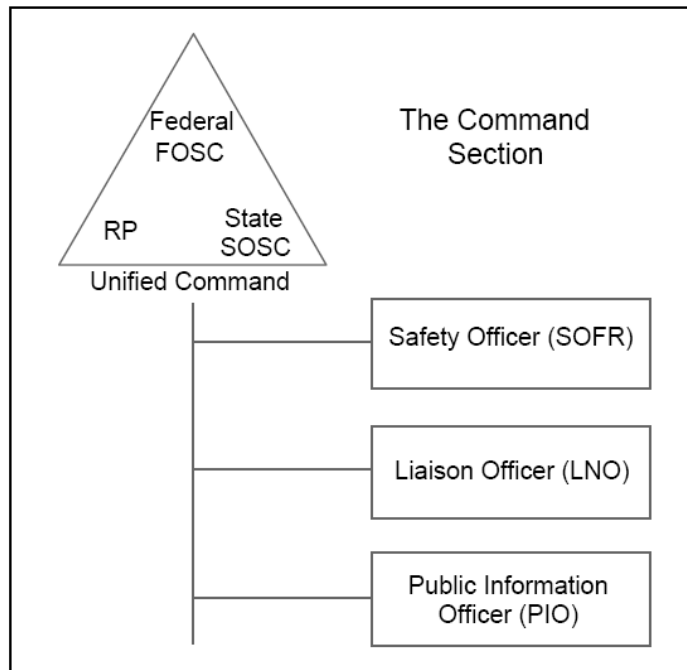 Federal
FOSC
The Command
Section
RP
State
SOSC
Unified Command
Safety Officer (SOFR)
Liaison Officer (LNO)
Public Information
Officer (PIO)